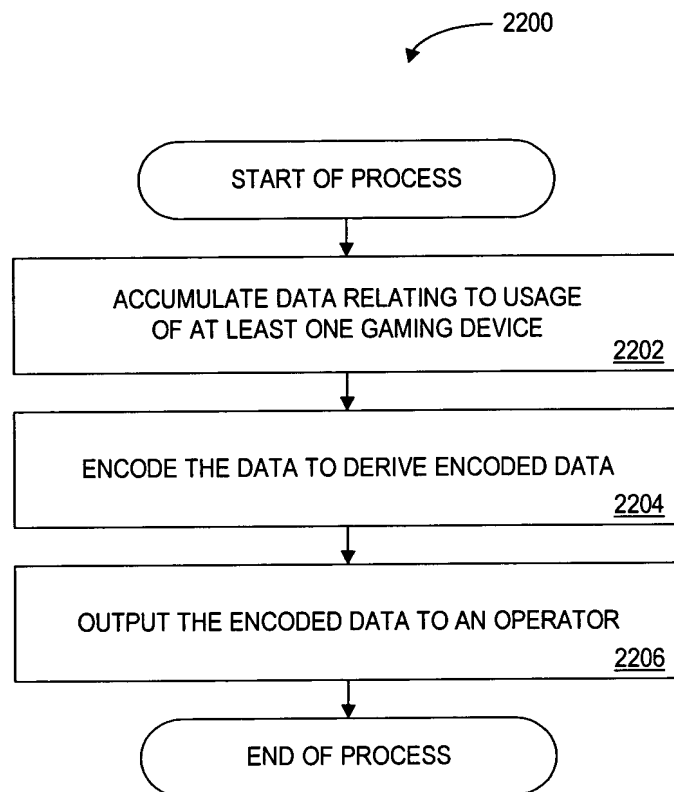 2200
START OF PROCESS
ACCUMULATE DATA RELATING TO USAGE
OF AT LEAST ONE GAMING DEVICE
2202
ENCODE THE DATA TO DERIVE ENCODED DATA
2204
OUTPUT THE ENCODED DATA TO AN OPERATOR
2206
END OF PROCESS